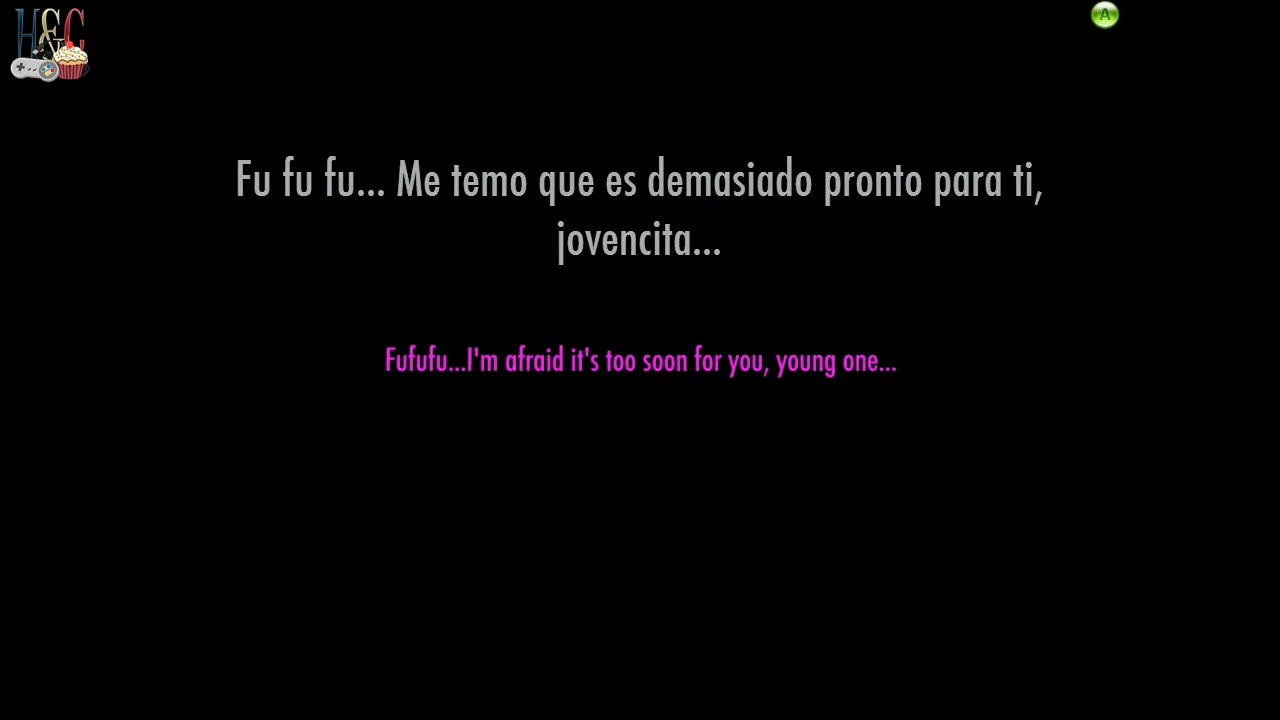 H&G
A
Fu fu fu... Me temo que es demasiado pronto para ti,
jovencita...
Fufufu...I'm afraid it's too soon for you, young one...